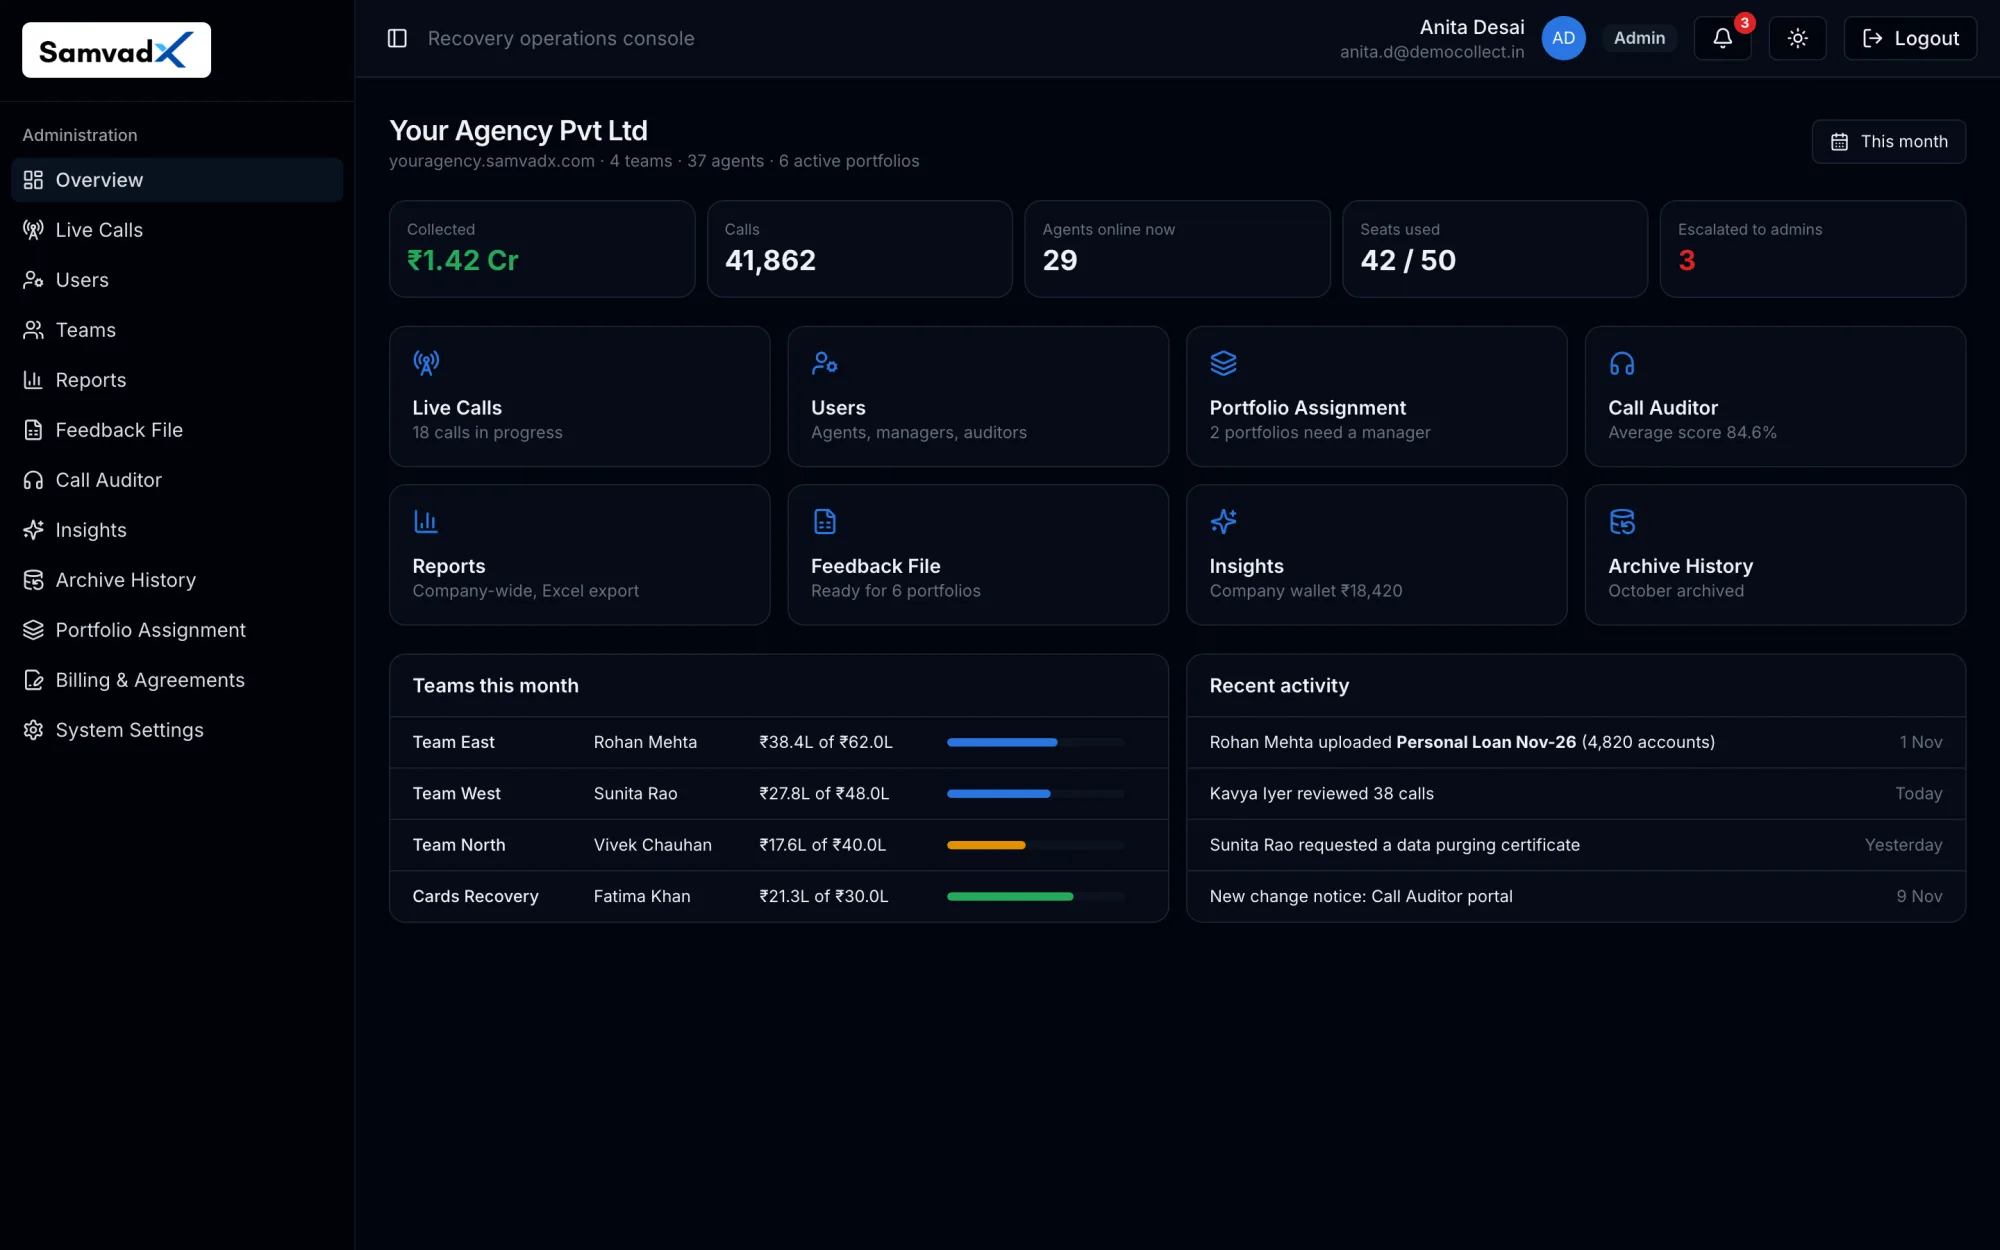 SamvadX
Recovery operations console
Anita Desai
anita.d@democollect.in
AD
Admin
3
Logout
Administration
Overview
Live Calls
Users
Teams
Reports
Feedback File
Call Auditor
Insights
Archive History
Portfolio Assignment
Billing & Agreements
System Settings
Your Agency Pvt Ltd
youragency.samvadx.com · 4 teams · 37 agents · 6 active portfolios
This month
Collected
₹1.42 Cr
Calls
41,862
Agents online now
29
Seats used
42 / 50
Escalated to admins
3
Live Calls
18 calls in progress
Users
Agents, managers, auditors
Portfolio Assignment
2 portfolios need a manager
Call Auditor
Average score 84.6%
Reports
Company-wide, Excel export
Feedback File
Ready for 6 portfolios
Insights
Company wallet ₹18,420
Archive History
October archived
Teams this month
Team East Rohan Mehta ₹38.4L of ₹62.0L
Team West Sunita Rao ₹27.8L of ₹48.0L
Team North Vivek Chauhan ₹17.6L of ₹40.0L
Cards Recovery Fatima Khan ₹21.3L of ₹30.0L
Recent activity
Rohan Mehta uploaded Personal Loan Nov-26 (4,820 accounts) 1 Nov
Kavya Iyer reviewed 38 calls Today
Sunita Rao requested a data purging certificate Yesterday
New change notice: Call Auditor portal 9 Nov